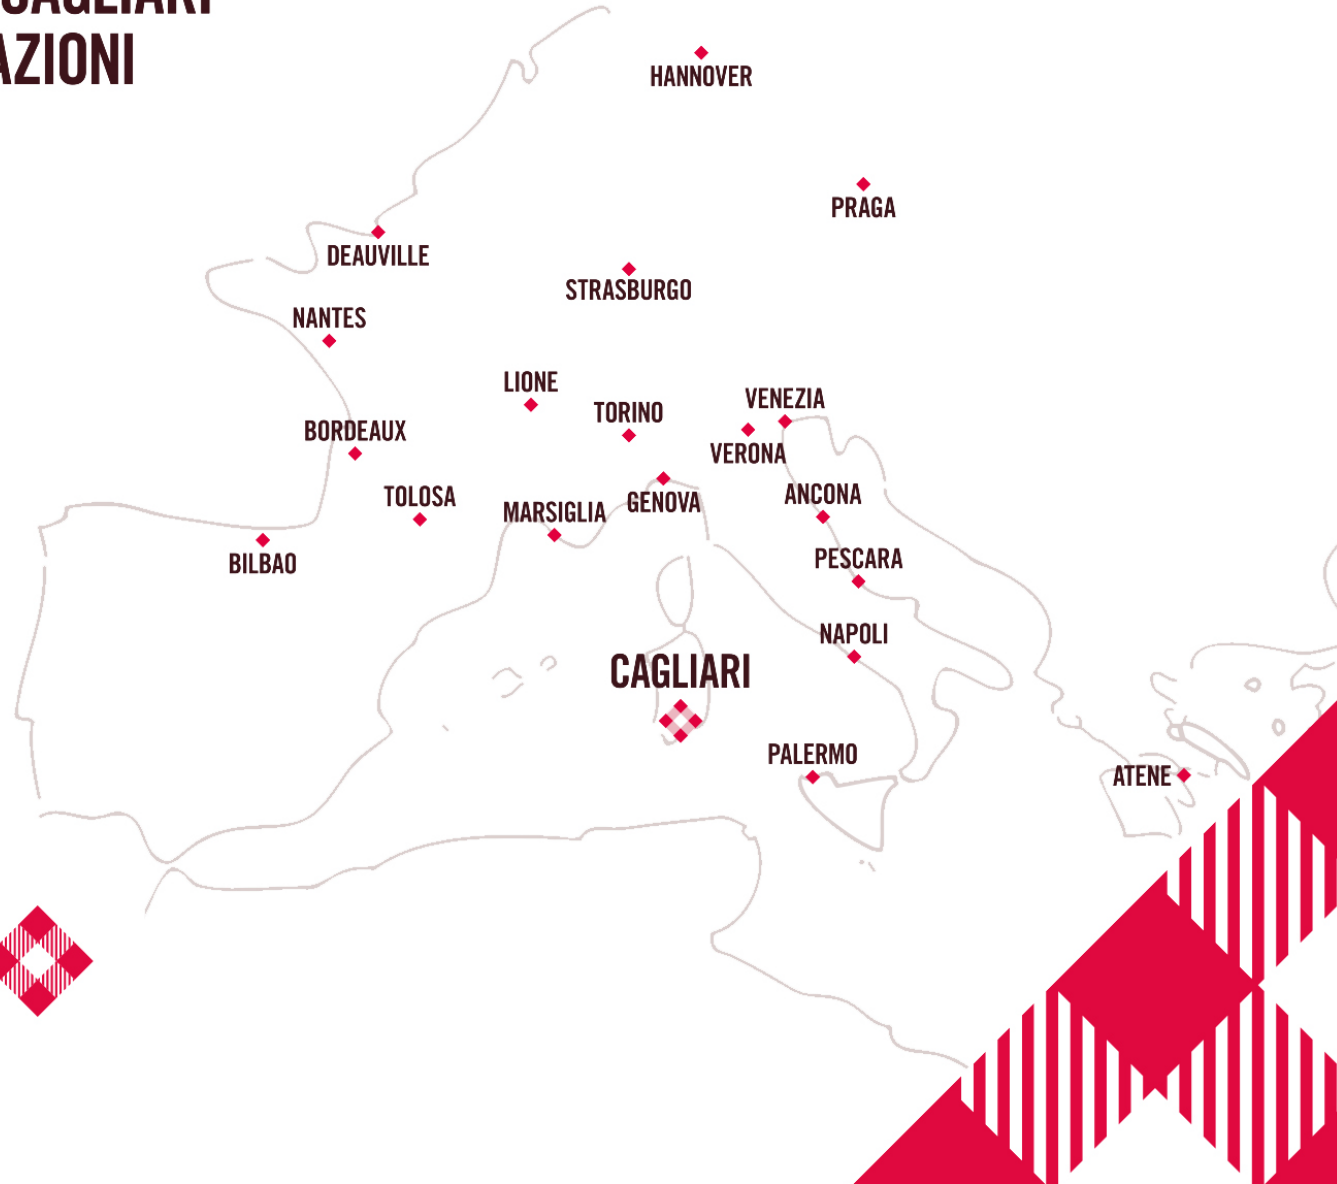 CAGLIARI
AZIONI
HANNOVER
PRAGA
DEAUVILLE
STRASBURGO
NANTES
LIONE
VENEZIA
TORINO
BORDEAUX
VERONA
TOLOSA
ANCONA
GENOVA
MARSIGLIA
PESCARA
BILBAO
NAPOLI
CAGLIARI
PALERMO
ATENE